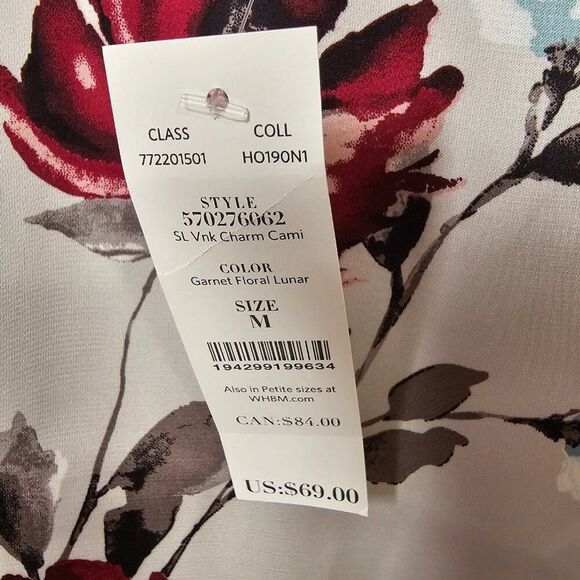 CLASS COLL
772201501 HO190N1
STYLE
570276062
SL Vnk Charm Cami
COLOR
Garnet Floral Lunar
SIZE
M
194299199634
Also in Petite sizes at
WHBM.com
CAN:$84.00
US:$69.00